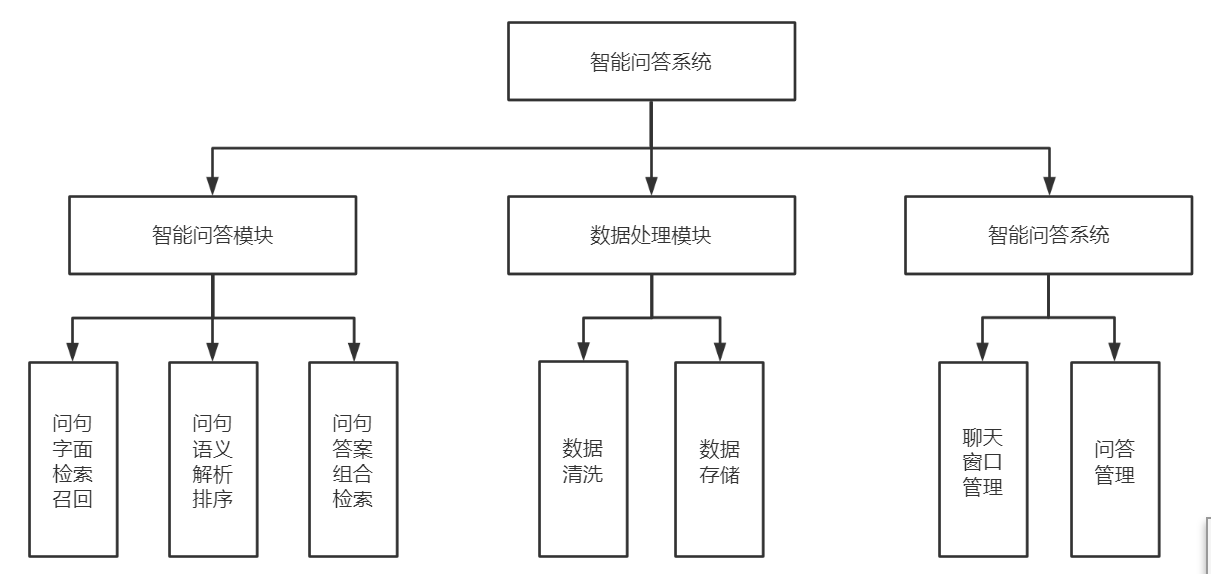 智能问答系统
智能问答模块
数据处理模块
智能问答系统
问句
字面
检索
召回
问句
语义
解析
排序
问句
答案
组合
检索
数据
清洗
数据
存储
聊天
窗口
管理
问答
管理